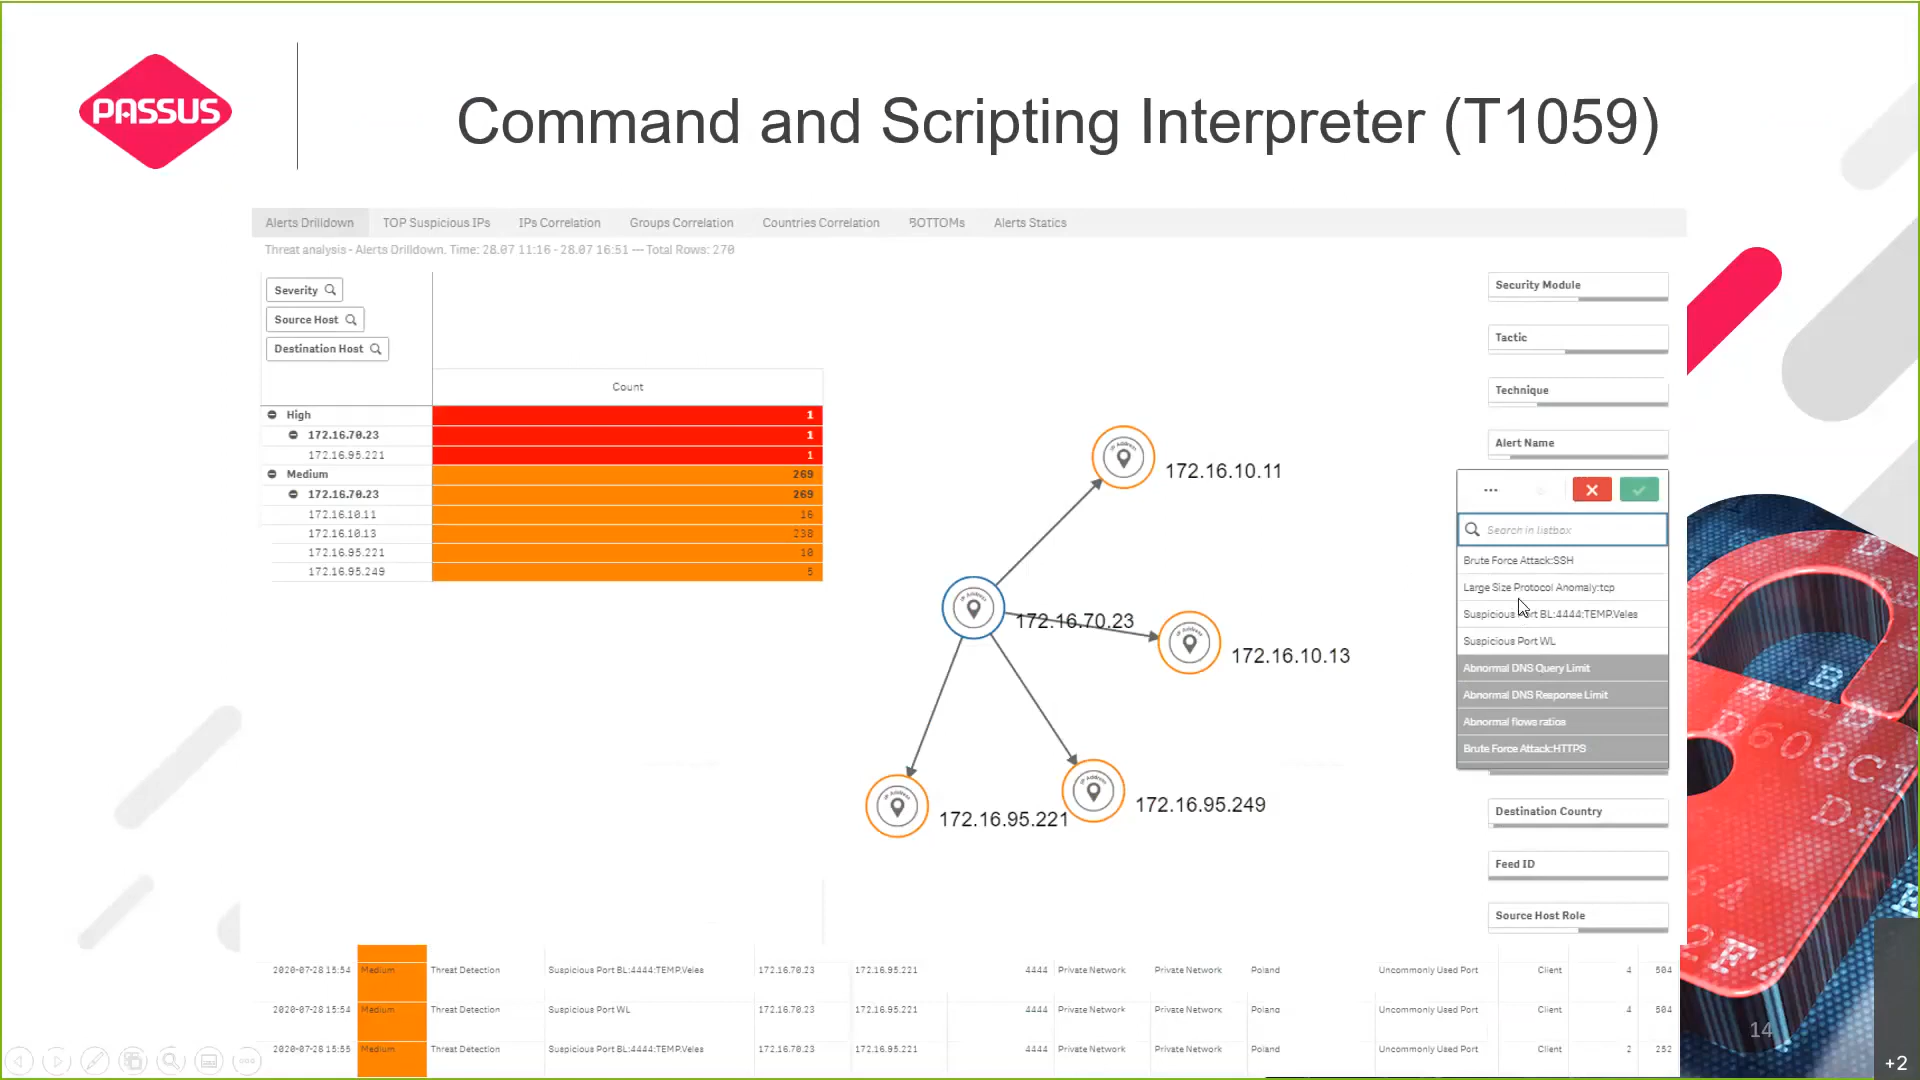 PASSUS
Command and Scripting Interpreter (T1059)
Alerts Drilldown TOP Suspicious IPs IPs Correlation Groups Correlation Countries Correlation BOTTOMs Alerts Statics
Threat analysis - Alerts Drilldown. Time: 28.07 11:16 - 28.07 16:51 --- Total Rows: 270
Severity
Source Host
Destination Host
Count
High 1
172.16.70.23 1
172.16.95.221 1
Medium 269
172.16.70.23 269
172.16.10.11 16
172.16.10.13 238
172.16.95.221 10
172.16.95.249 5
172.16.10.11
172.16.70.23
172.16.10.13
172.16.95.221
172.16.95.249
Security Module
Tactic
Technique
Alert Name
Search in listbox
Brute Force Attack:SSH
Large Size Protocol Anomaly:tcp
Suspicious Port BL:4444:TEMP.Veles
Suspicious Port WL
Abnormal DNS Query Limit
Abnormal DNS Response Limit
Abnormal flows ratios
Brute Force Attack:HTTPS
Destination Country
Feed ID
Source Host Role
2020-07-28 15:54 Medium Threat Detection Suspicious Port BL:4444:TEMP.Veles 172.16.70.23 172.16.95.221 4444 Private Network Private Network Poland Uncommonly Used Port Client 4 504
2020-07-28 15:54 Medium Threat Detection Suspicious Port WL 172.16.70.23 172.16.95.221 4444 Private Network Private Network Poland Uncommonly Used Port Client 4 504
2020-07-28 15:55 Medium Threat Detection Suspicious Port BL:4444:TEMP.Veles 172.16.70.23 172.16.95.221 4444 Private Network Private Network Poland Uncommonly Used Port Client 2 252
14
+2